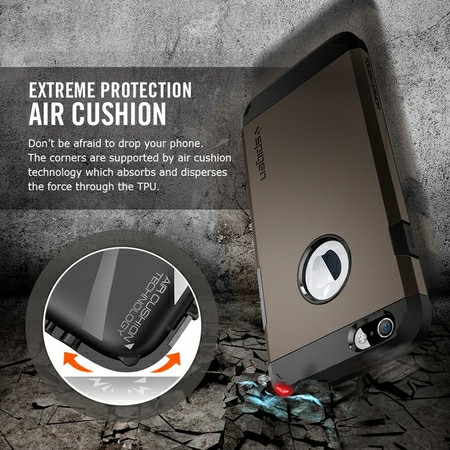 EXTREME PROTECTION
AIR CUSHION
Don't be afraid to drop your phone.
The corners are supported by air cushion
technology which absorbs and disperses
the force through the TPU.
spigen
AIR CUSHION
TECHNOLOGY